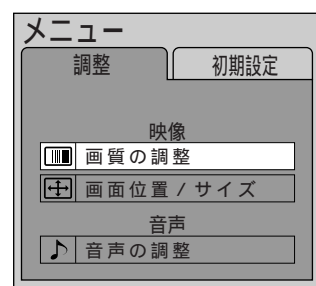 メニュー
調整 初期設定
映像
画質の調整
画面位置/サイズ
音声
音声の調整